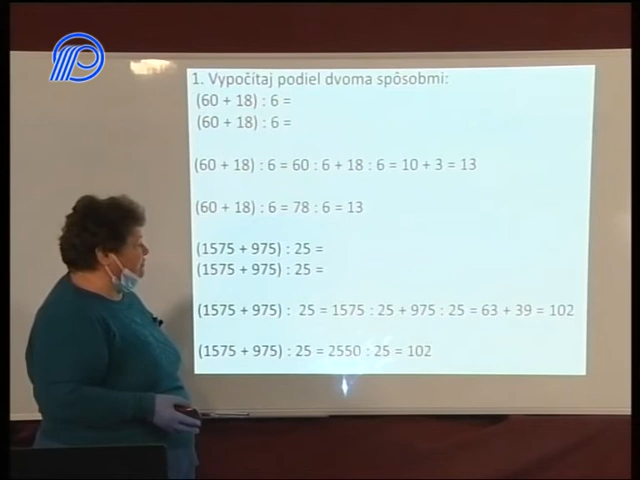 1. Vypočítaj podiel dvoma spôsobmi:
(60 + 18) : 6 =
(60 + 18) : 6 =
(60 + 18) : 6 = 60 : 6 + 18 : 6 = 10 + 3 = 13
(60 + 18) : 6 = 78 : 6 = 13
(1575 + 975) : 25 =
(1575 + 975) : 25 =
(1575 + 975) : 25 = 1575 : 25 + 975 : 25 = 63 + 39 = 102
(1575 + 975) : 25 = 2550 : 25 = 102